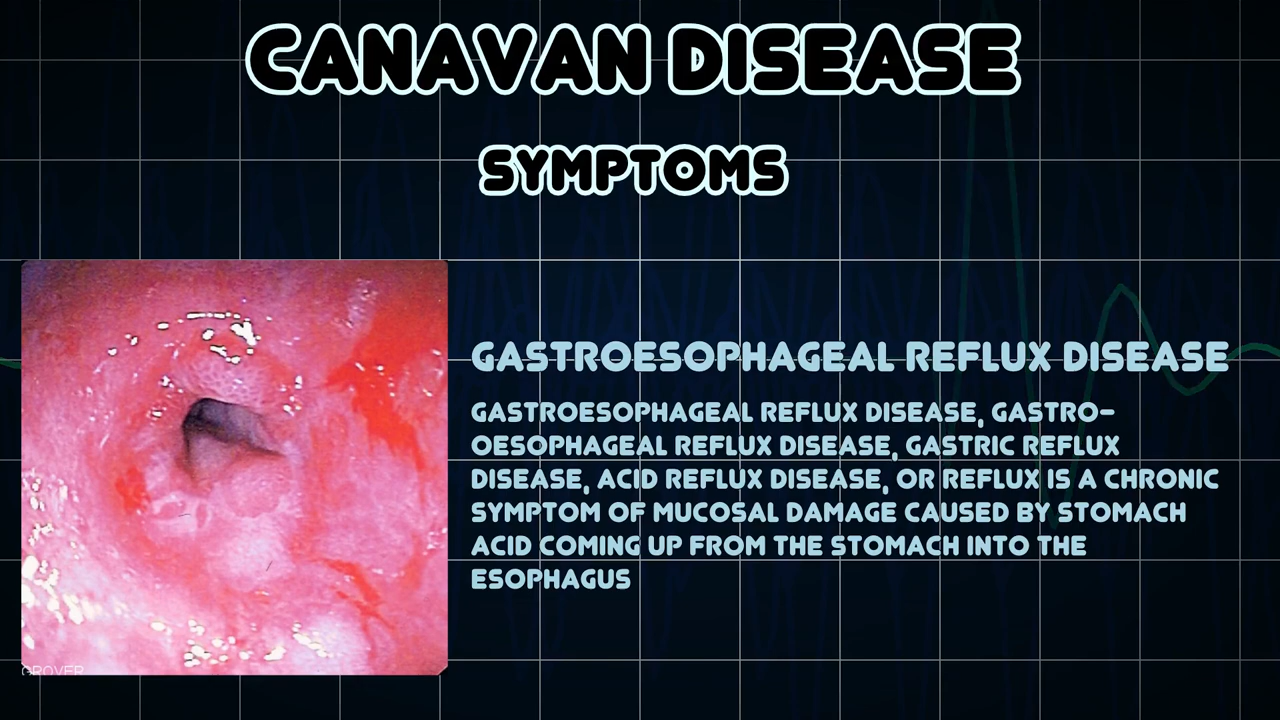 CANAVAN DISEASE
SYMPTOMS
GASTROESOPHAGEAL REFLUX DISEASE
GASTROESOPHAGEAL REFLUX DISEASE, GASTRO-
OESOPHAGEAL REFLUX DISEASE, GASTRIC REFLUX
DISEASE, ACID REFLUX DISEASE, OR REFLUX IS A CHRONIC
SYMPTOM OF MUCOSAL DAMAGE CAUSED BY STOMACH
ACID COMING UP FROM THE STOMACH INTO THE
ESOPHAGUS
GROVER